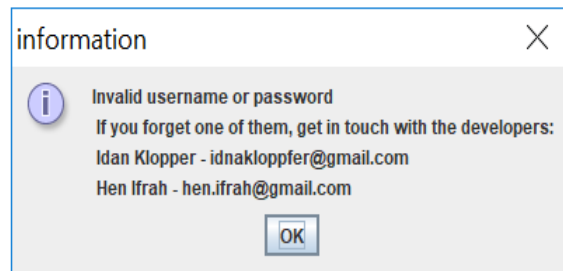 information
Invalid username or password
If you forget one of them, get in touch with the developers:
Idan Klopper - idnakloppfer@gmail.com
Hen Ifrah - hen.ifrah@gmail.com
OK